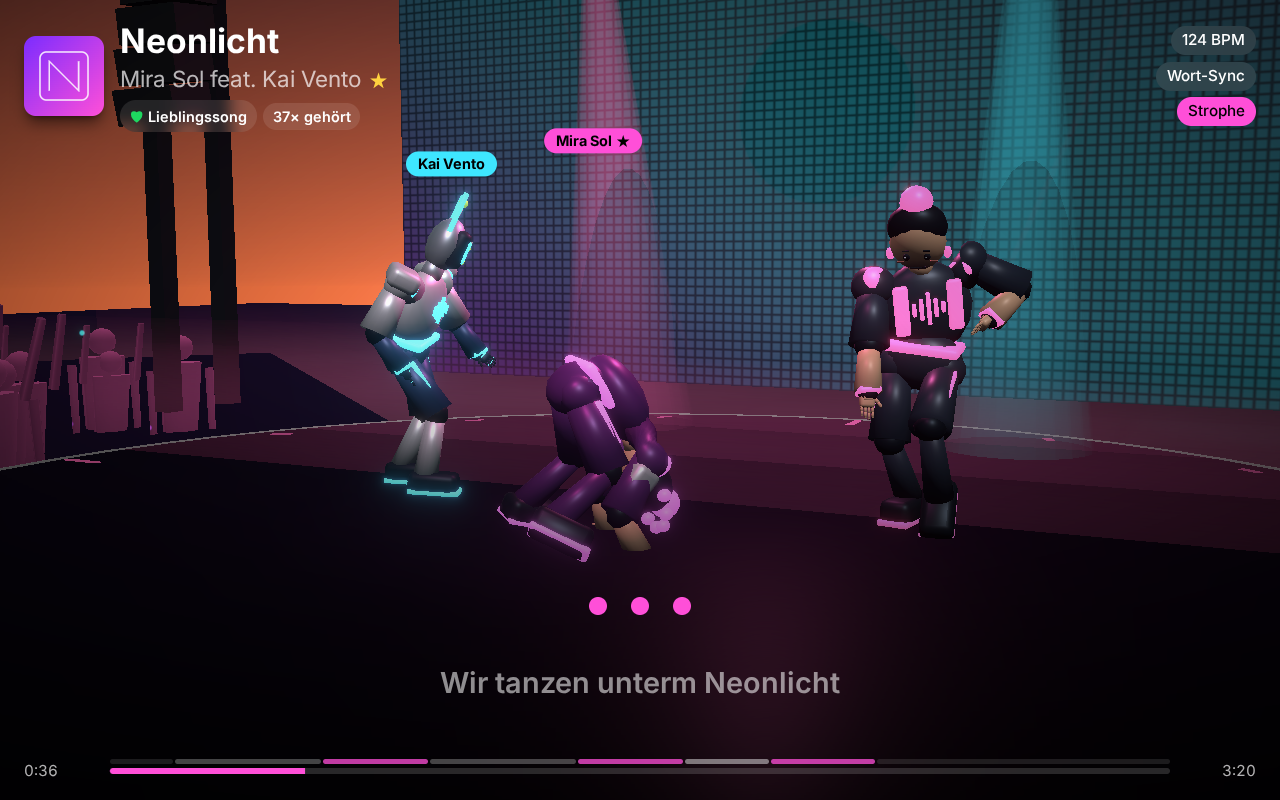 N
Neonlicht
Mira Sol feat. Kai Vento ★
Lieblingssong
37× gehört
124 BPM
Wort-Sync
Strophe
Mira Sol ★
Kai Vento
Wir tanzen unterm Neonlicht
0:36
3:20